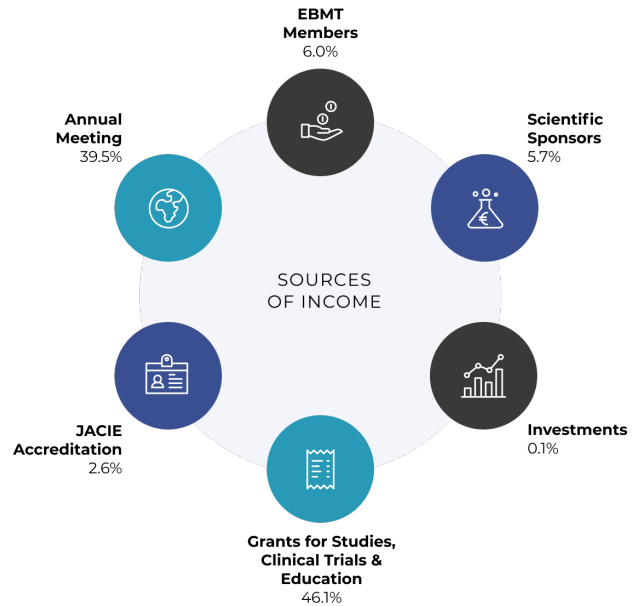 EBMT
Members
6.0%
Annual
Meeting
39.5%
Scientific
Sponsors
5.7%
€
SOURCES
OF INCOME
JACIE
Accreditation
2.6%
Investments
0.1%
Grants for Studies,
Clinical Trials &
Education
46.1%